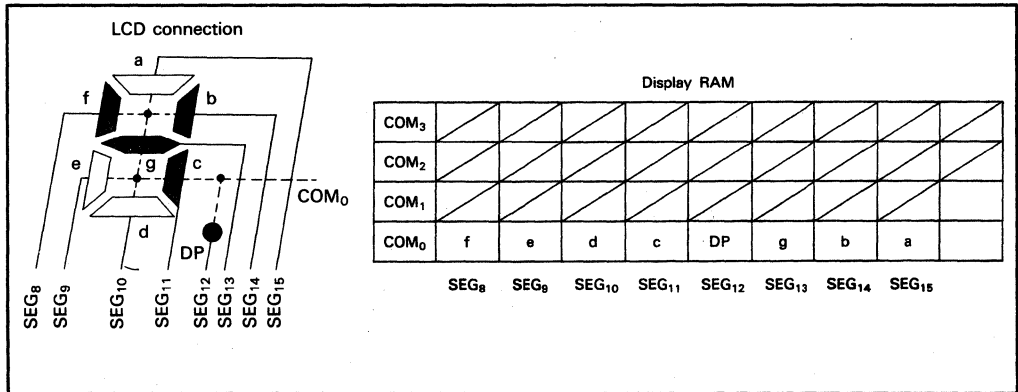 LCD connection
a
f
b
e
g
c
COM₀
d
DP
SEG₈
SEG₉
SEG₁₀
SEG₁₁
SEG₁₂
SEG₁₃
SEG₁₄
SEG₁₅
Display RAM
COM₃
COM₂
COM₁
COM₀ f e d c DP g b a
SEG₈ SEG₉ SEG₁₀ SEG₁₁ SEG₁₂ SEG₁₃ SEG₁₄ SEG₁₅